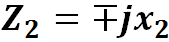 Z₂ = ∓jx₂